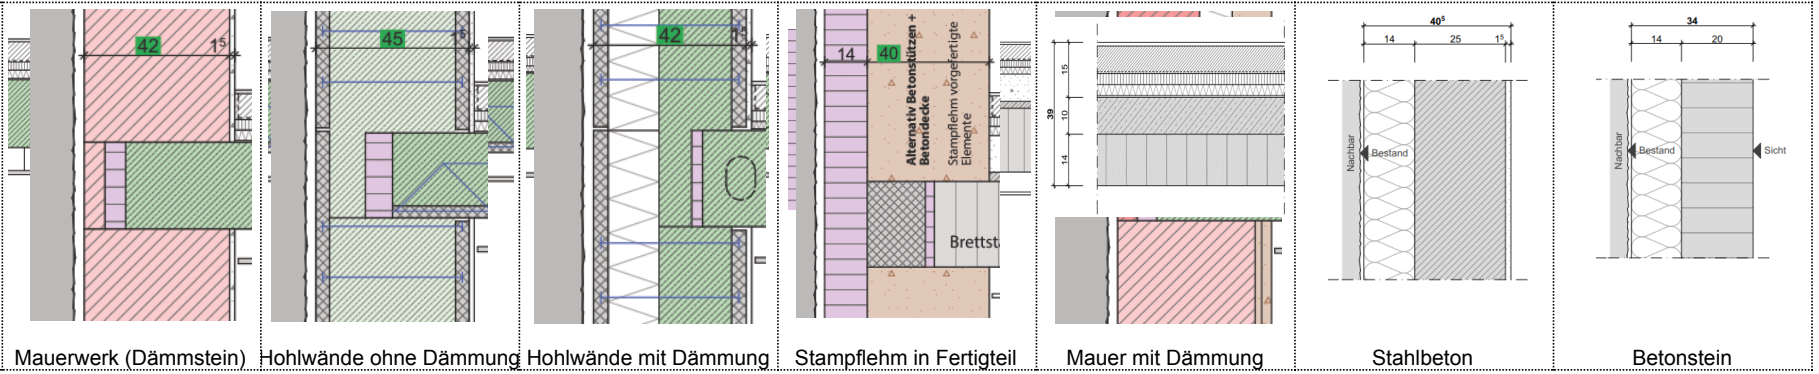 42
1⁵
Mauerwerk (Dämmstein)
45
Hohlwände ohne Dämmung
42
Hohlwände mit Dämmung
14
40
Alternativ Betonstützen +
Betondecke
Stampflehm vorgefertigte
Elemente
Brettsta
Stampflehm in Fertigteil
15
39
10
14
Mauer mit Dämmung
40⁵
14
25
1⁵
Nachbar
Bestand
Stahlbeton
34
14
20
Nachbar
Bestand
Sicht
Betonstein